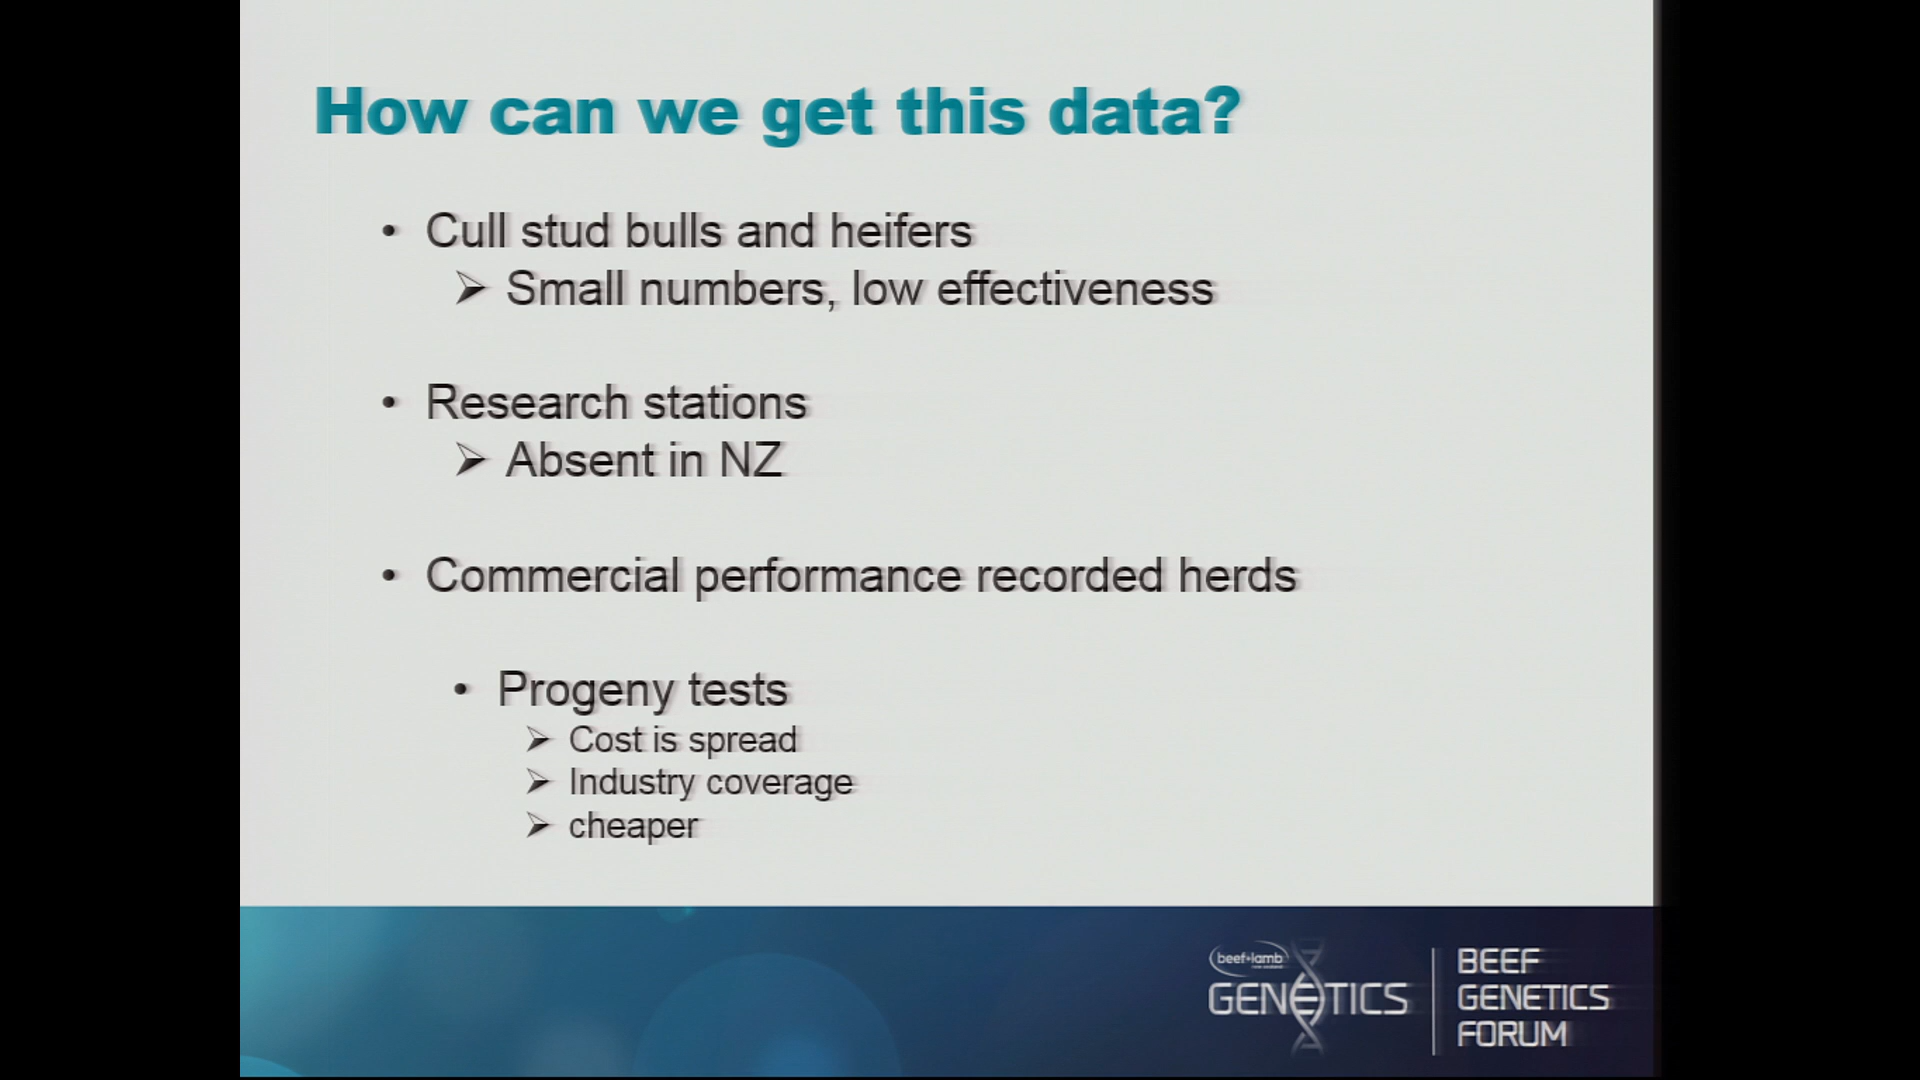 How can we get this data?
• Cull stud bulls and heifers
➢ Small numbers, low effectiveness
• Research stations
➢ Absent in NZ
• Commercial performance recorded herds
• Progeny tests
➢ Cost is spread
➢ Industry coverage
➢ cheaper
beef+lamb
new zealand
GENETICS
BEEF
GENETICS
FORUM